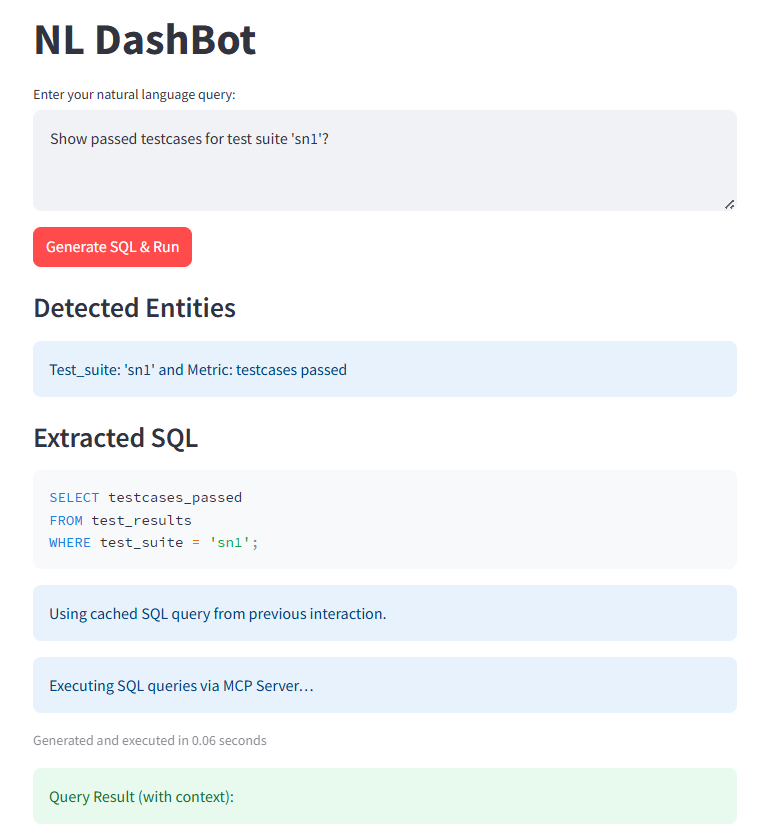 NL DashBot
Enter your natural language query:
Show passed testcases for test suite 'sn1'?
Generate SQL & Run
Detected Entities
Test_suite: 'sn1' and Metric: testcases passed
Extracted SQL
SELECT testcases_passed
FROM test_results
WHERE test_suite = 'sn1';
Using cached SQL query from previous interaction.
Executing SQL queries via MCP Server...
Generated and executed in 0.06 seconds
Query Result (with context):